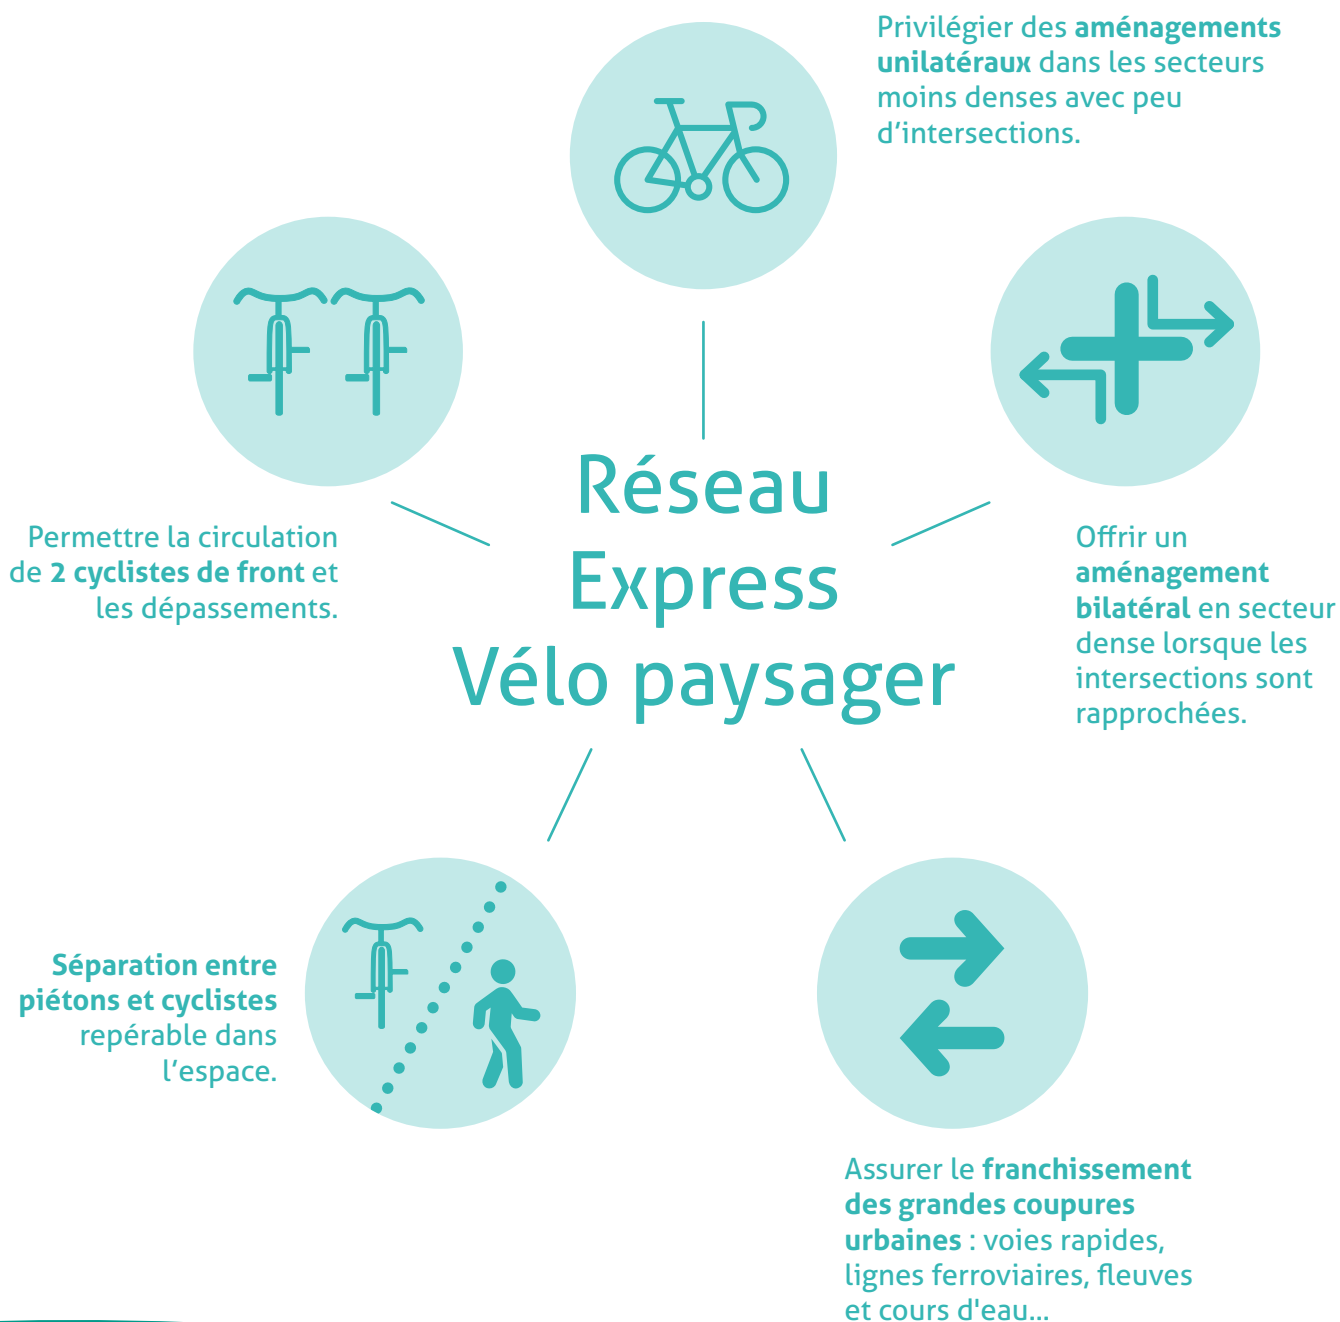 Privilégier des aménagements
unilatéraux dans les secteurs
moins denses avec peu
d’intersections.
Réseau
Express
Vélo paysager
Permettre la circulation
de 2 cyclistes de front et
les dépassements.
Offrir un
aménagement
bilatéral en secteur
dense lorsque les
intersections sont
rapprochées.
Séparation entre
piétons et cyclistes
repérable dans
l’espace.
Assurer le franchissement
des grandes coupures
urbaines : voies rapides,
lignes ferroviaires, fleuves
et cours d'eau...